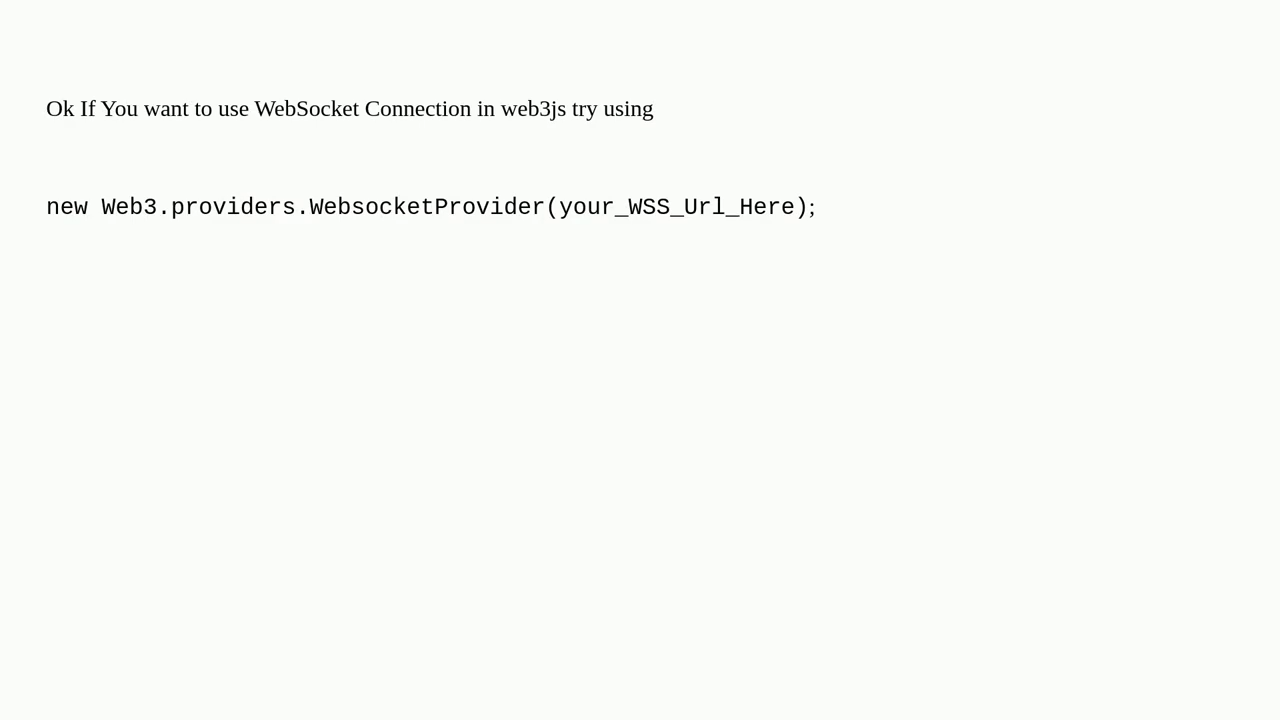 Ok If You want to use WebSocket Connection in web3js try using
new Web3.providers.WebsocketProvider(your_WSS_Url_Here);